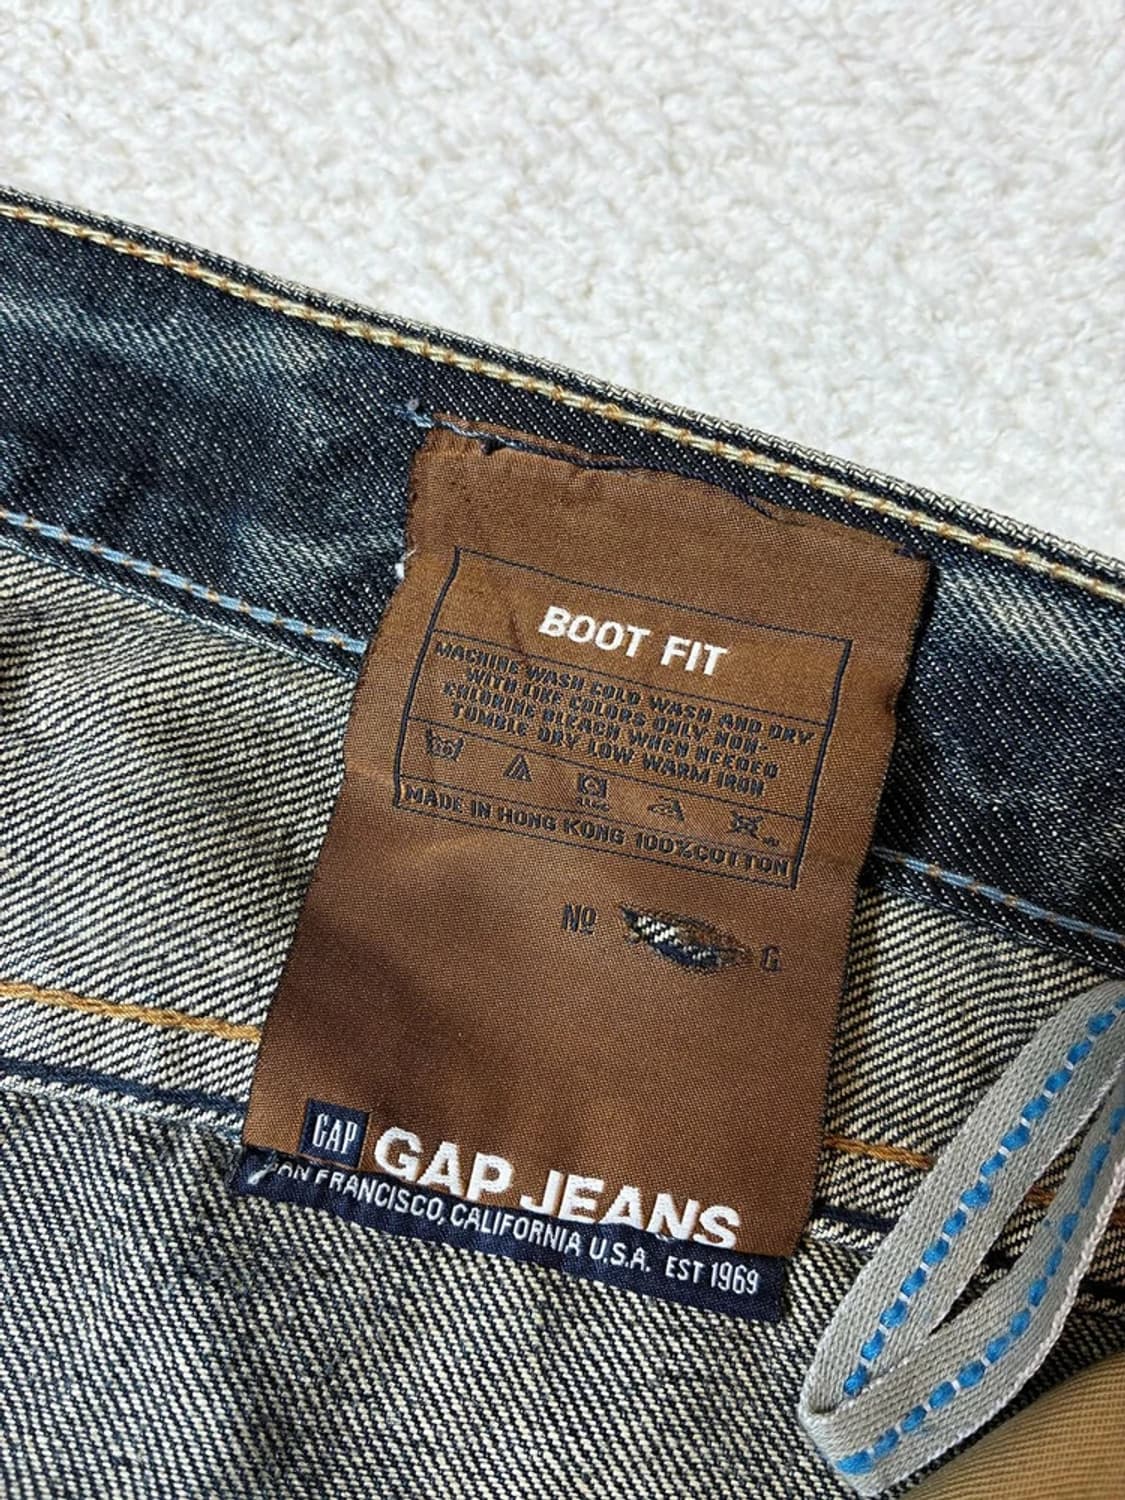 BOOT FIT
MACHINE WASH COLD WASH AND DRY
WITH LIKE COLORS ONLY NON-
CHLORINE BLEACH WHEN NEEDED
TUMBLE DRY LOW WARM IRON
MADE IN HONG KONG 100% COTTON
Nº G
GAP GAP JEANS
SAN FRANCISCO, CALIFORNIA U.S.A. EST 1969